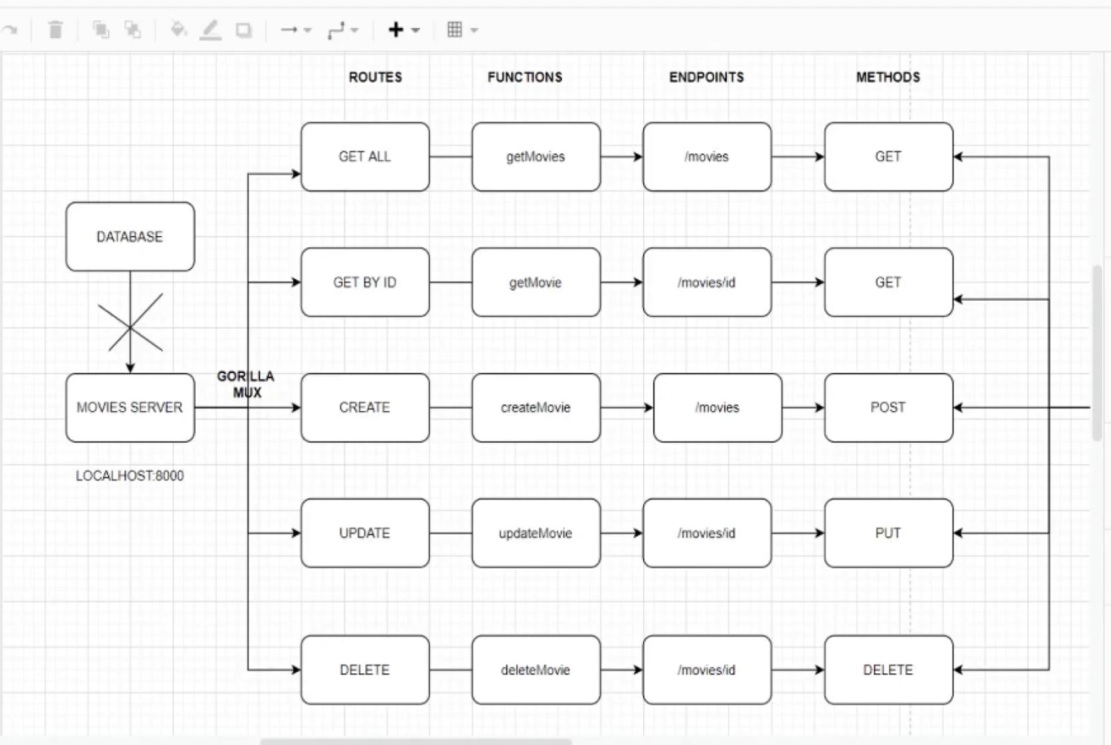 ROUTES
FUNCTIONS
ENDPOINTS
METHODS
GET ALL
getMovies
/movies
GET
DATABASE
GET BY ID
getMovie
/movies/id
GET
GORILLA
MUX
MOVIES SERVER
CREATE
createMovie
/movies
POST
LOCALHOST:8000
UPDATE
updateMovie
/movies/id
PUT
DELETE
deleteMovie
/movies/id
DELETE